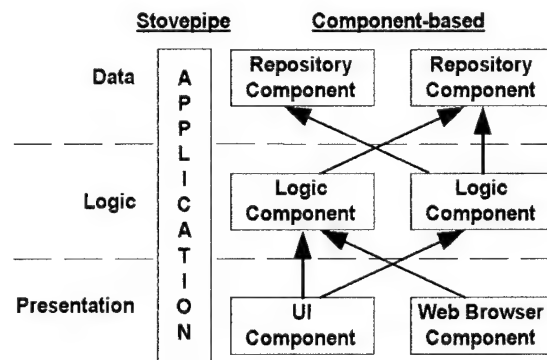 Stovepipe
Component-based
Data
APPLICATION
Repository
Component
Repository
Component
Logic
Logic
Component
Logic
Component
Presentation
UI
Component
Web Browser
Component